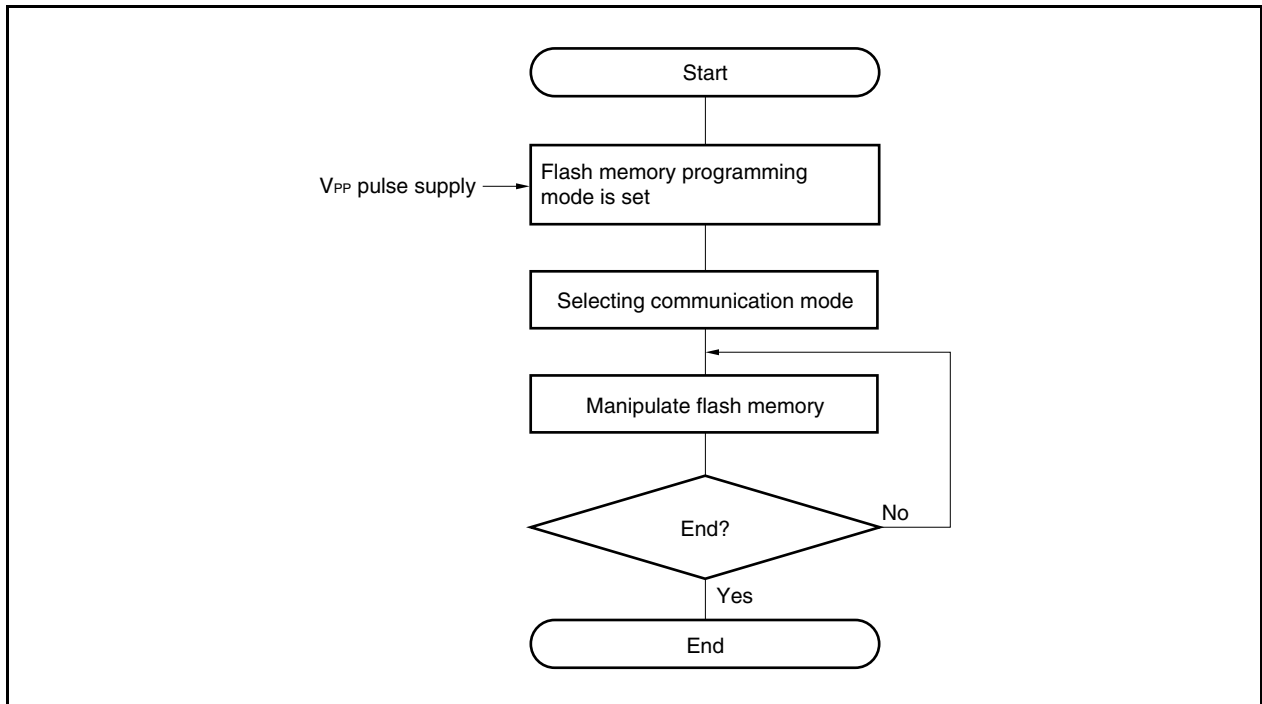 Start
Flash memory programming
mode is set
VPP pulse supply
Selecting communication mode
Manipulate flash memory
End?
No
Yes
End